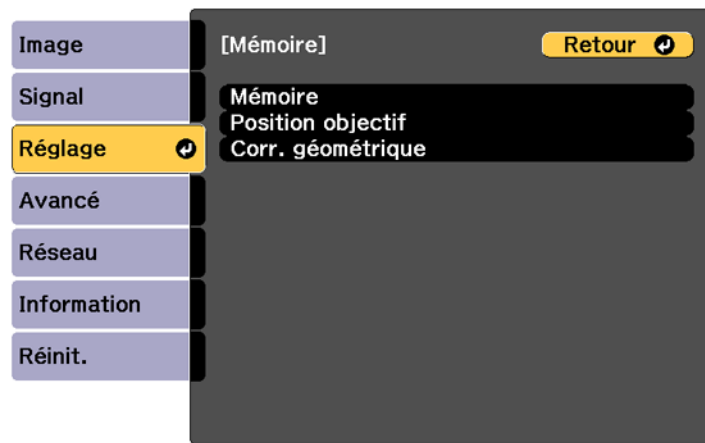 Image
Signal
Réglage
Avancé
Réseau
Information
Réinit.
[Mémoire]
Retour
Mémoire
Position objectif
Corr. géométrique